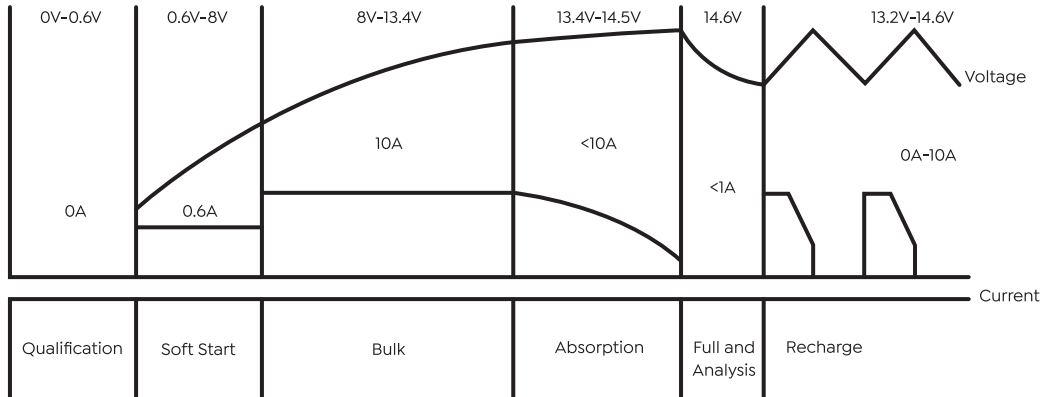 0V-0.6V
0.6V-8V
8V-13.4V
13.4V-14.5V
14.6V
13.2V-14.6V
Voltage
10A
<10A
0A-10A
<1A
0A
0.6A
Current
Qualification
Soft Start
Bulk
Absorption
Full and
Analysis
Recharge